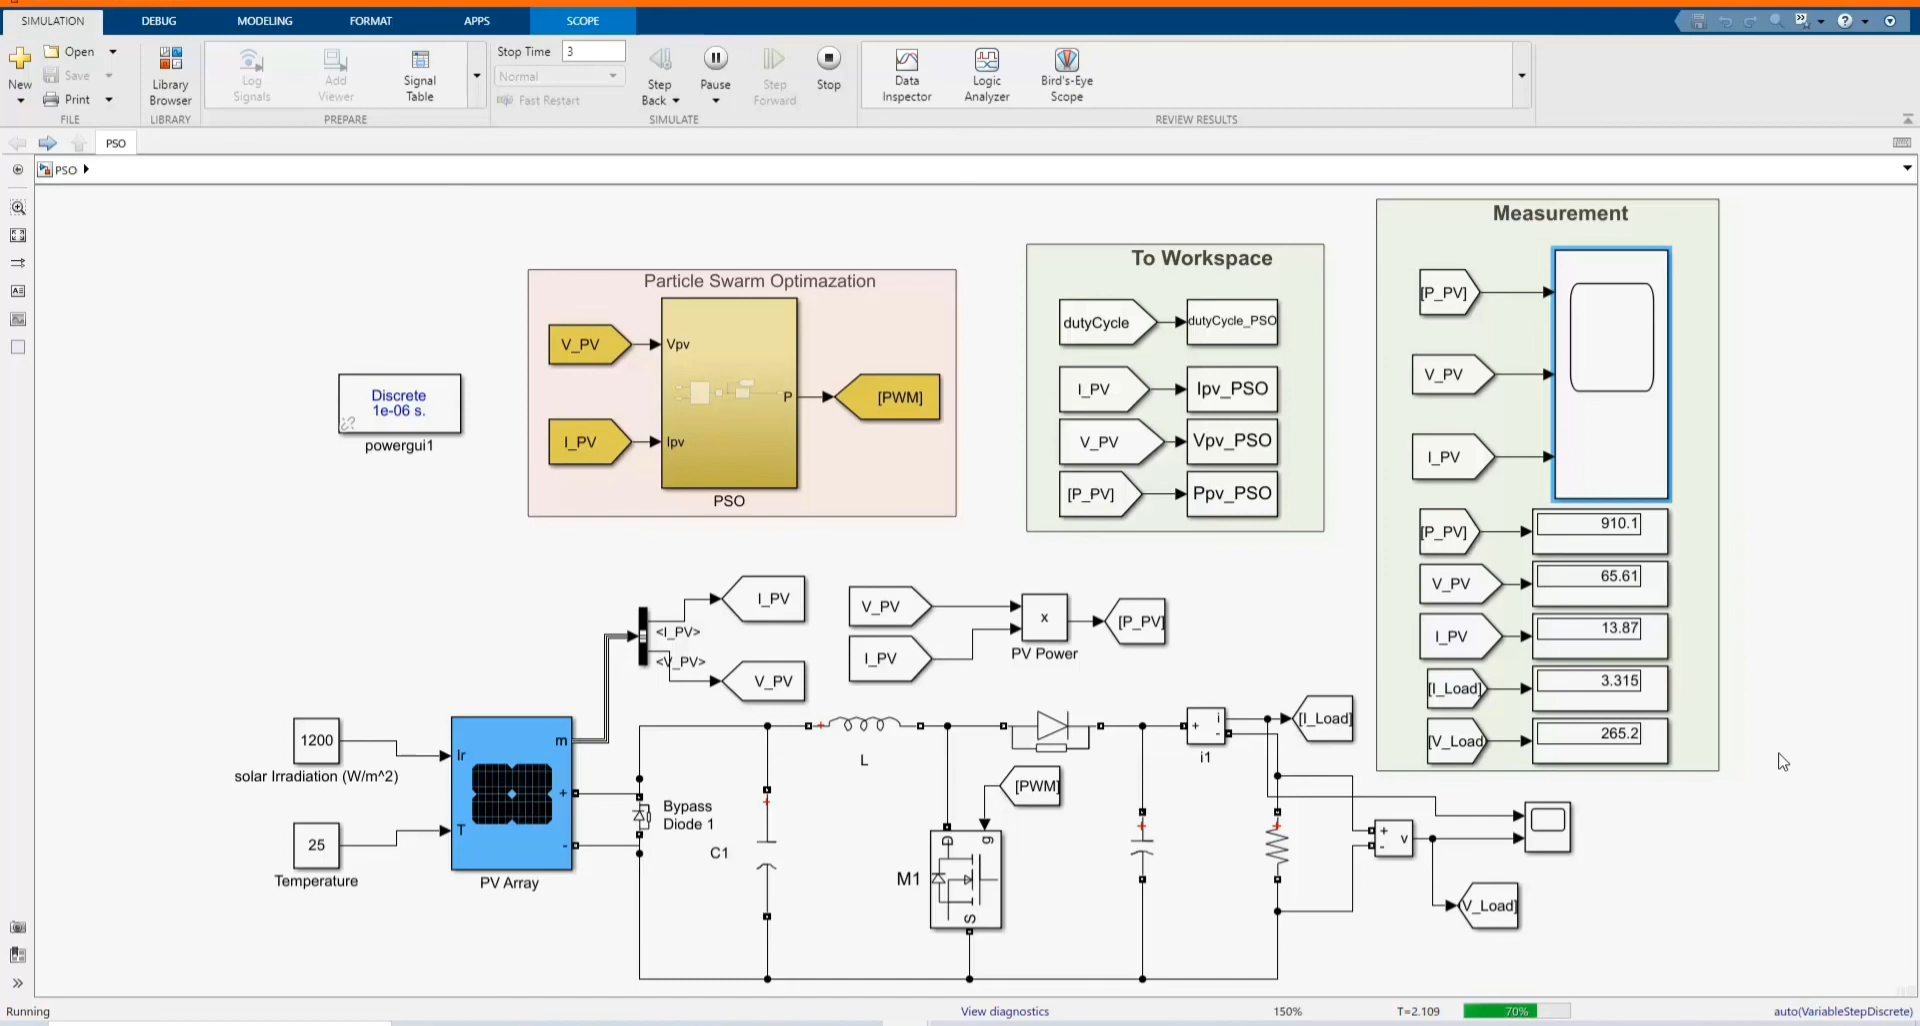 SIMULATION
DEBUG
MODELING
FORMAT
APPS
SCOPE
New
Open
Save
Print
FILE
Library
Browser
LIBRARY
Log
Signals
Add
Viewer
Signal
Table
PREPARE
Stop Time 3
Normal
Fast Restart
Step
Back
Pause
Step
Forward
Stop
SIMULATE
Data
Inspector
Logic
Analyzer
Bird's-Eye
Scope
REVIEW RESULTS
PSO
PSO
Measurement
[P_PV]
V_PV
I_PV
[P_PV] 910.1
V_PV 65.61
I_PV 13.87
[I_Load] 3.315
[V_Load 265.2
To Workspace
dutyCycle dutyCycle_PSO
I_PV Ipv_PSO
V_PV Vpv_PSO
[P_PV] Ppv_PSO
Particle Swarm Optimazation
V_PV Vpv
P [PWM]
I_PV Ipv
PSO
Discrete
1e-06 s.
powergui1
I_PV
<I_PV>
<V_PV>
V_PV
V_PV
x [P_PV]
I_PV
PV Power
1200
solar Irradiation (W/m^2)
25
Temperature
m
Ir
+
T
-
PV Array
Bypass
Diode 1
C1
+
+
L
[PWM]
D g
M1
S
+
+ i
-
i1
[I_Load]
+
+ v
-
V_Load]
Running
View diagnostics
150%
T=2.109
70%
auto(VariableStepDiscrete)